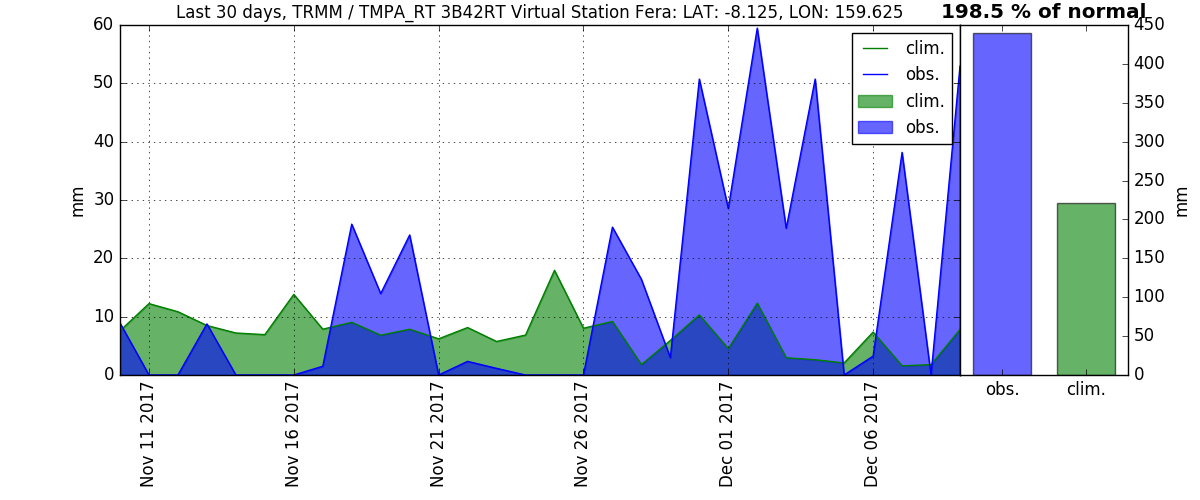 Last 30 days, TRMM / TMPA_RT 3B42RT Virtual Station Fera: LAT: -8.125, LON: 159.625
198.5 % of normal
60
50
40
30
20
10
0
mm
clim.
obs.
clim.
obs.
450
400
350
300
250
200
150
100
50
0
mm
Nov 11 2017
Nov 16 2017
Nov 21 2017
Nov 26 2017
Dec 01 2017
Dec 06 2017
obs.
clim.